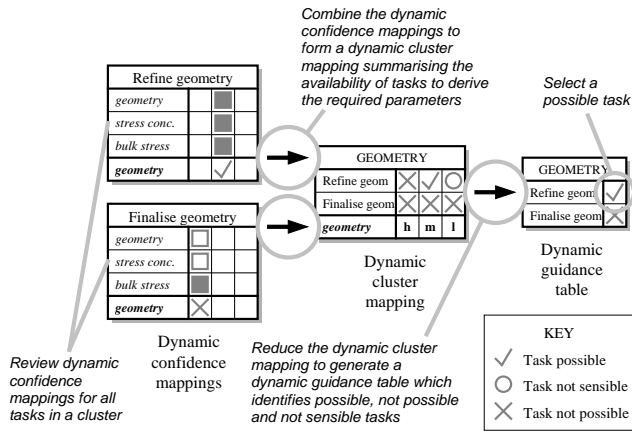 Combine the dynamic
confidence mappings to
form a dynamic cluster
mapping summarising the
availability of tasks to derive
the required parameters
Select a
possible task
Refine geometry
geometry
stress conc.
bulk stress
geometry
GEOMETRY
Refine geom
Finalise geom
geometry h m l
GEOMETRY
Refine geom
Finalise geom
Finalise geometry
geometry
stress conc.
bulk stress
geometry
Dynamic
cluster
mapping
Dynamic
guidance
table
Dynamic
confidence
mappings
Review dynamic
confidence
mappings for all
tasks in a cluster
Reduce the dynamic cluster
mapping to generate a
dynamic guidance table which
identifies possible, not possible
and not sensible tasks
KEY
Task possible
Task not sensible
Task not possible